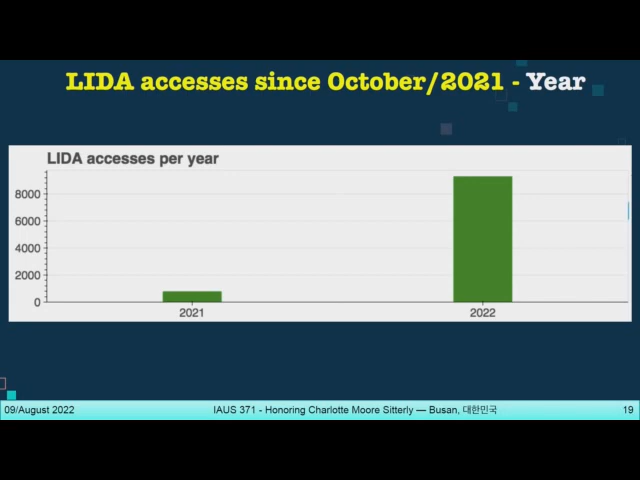 LIDA accesses since October/2021 - Year
LIDA accesses per year
8000
6000
4000
2000
0
2021
2022
09/August 2022
IAUS 371 - Honoring Charlotte Moore Sitterly — Busan, 대한민국
19